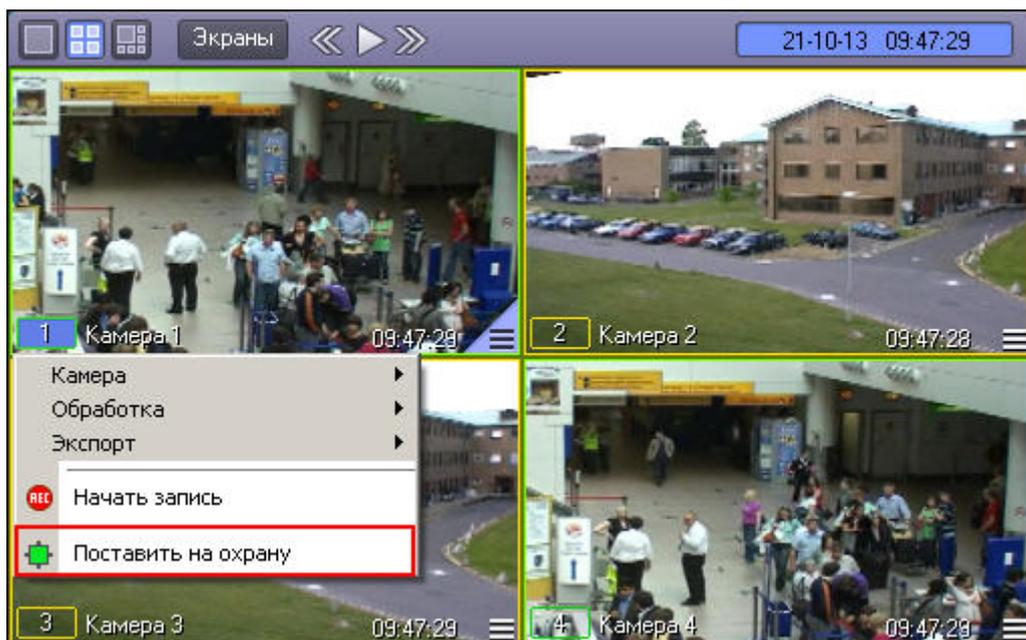 Экраны
21-10-13 09:47:29
1 Камера 1 09:47:29
2 Камера 2 09:47:28
Камера
Обработка
Экспорт
REC Начать запись
Поставить на охрану
3 Камера 3 09:47:29
4 Камера 4 09:47:29